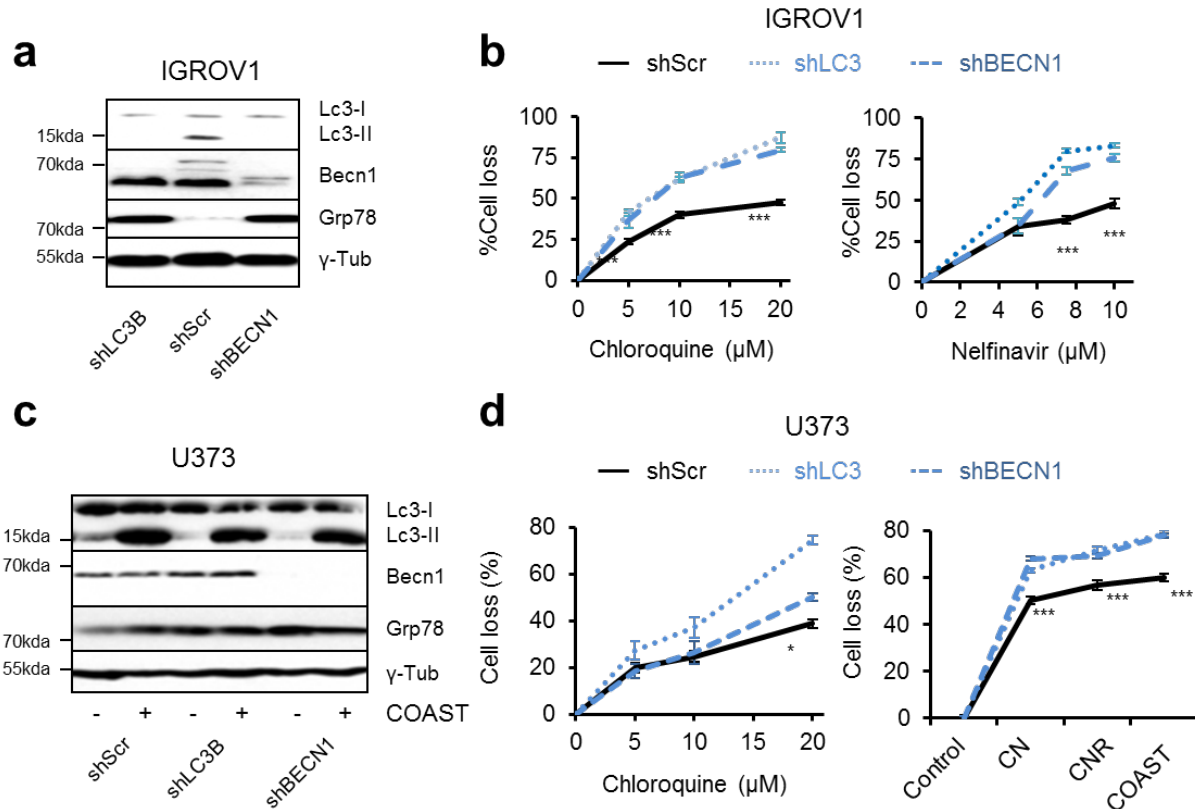 a
IGROV1
Lc3-I
Lc3-II
15kda
70kda
Becn1
Grp78
70kda
55kda
γ-Tub
shLC3B
shScr
shBECN1
b
IGROV1
shScr shLC3 shBECN1
%Cell loss
100
75
50
25
0
***
***
***
0 5 10 15 20
Chloroquine (µM)
%Cell loss
100
75
50
25
0
***
***
0 2 4 6 8 10
Nelfinavir (µM)
c
U373
Lc3-I
Lc3-II
15kda
70kda
Becn1
Grp78
70kda
55kda
γ-Tub
- + - + - + COAST
shScr
shLC3B
shBECN1
d
U373
shScr shLC3 shBECN1
Cell loss (%)
80
60
40
20
0
*
0 5 10 15 20
Chloroquine (µM)
Cell loss (%)
80
60
40
20
0
***
***
***
Control
CN
CNR
COAST